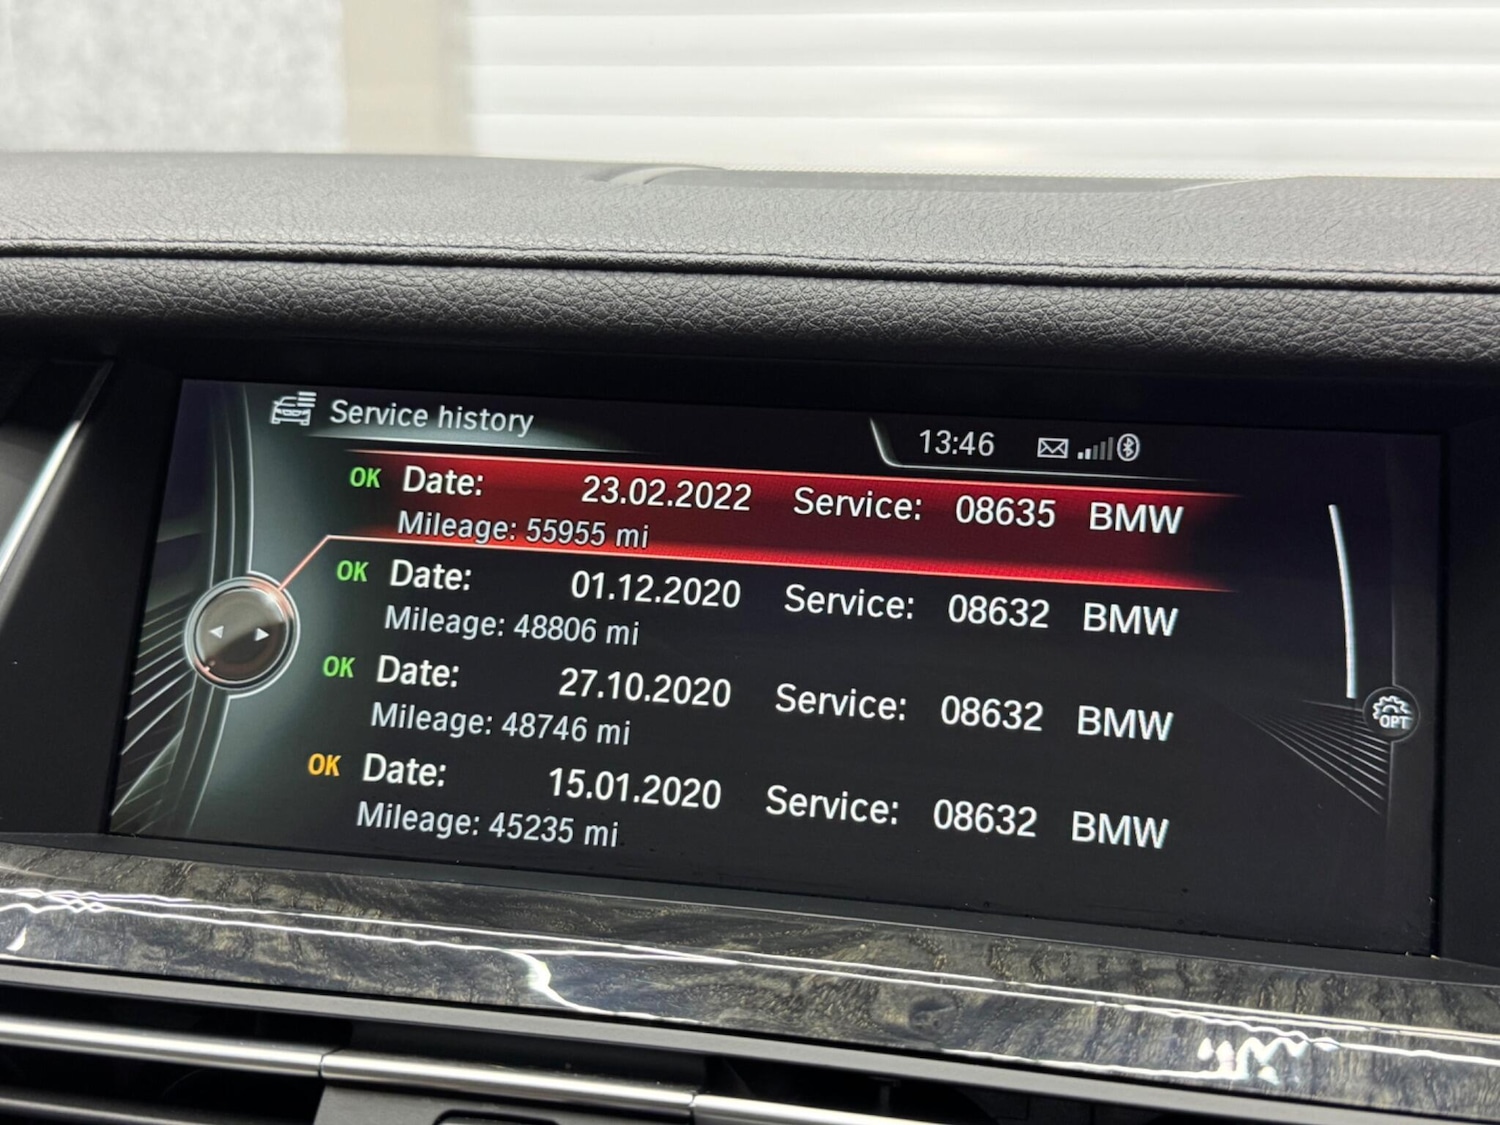 Service history 13:46
OK Date: 23.02.2022 Service: 08635 BMW
Mileage: 55955 mi
OK Date: 01.12.2020 Service: 08632 BMW
Mileage: 48806 mi
OK Date: 27.10.2020 Service: 08632 BMW
Mileage: 48746 mi
OPT
OK Date: 15.01.2020 Service: 08632 BMW
Mileage: 45235 mi